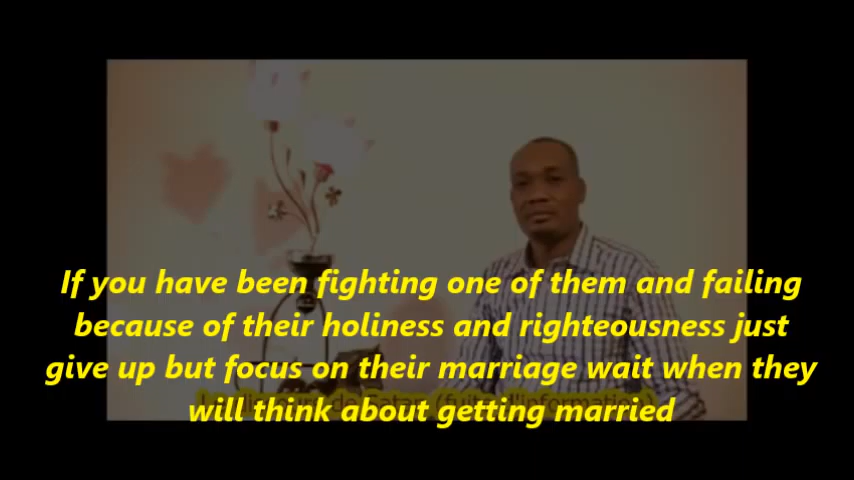 If you have been fighting one of them and failing
because of their holiness and righteousness just
give up but focus on their marriage wait when they
will think about getting married